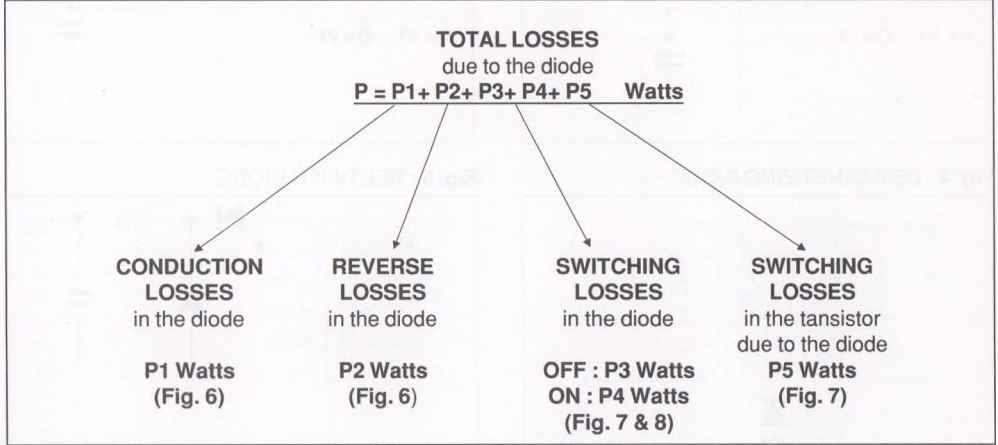 TOTAL LOSSES
due to the diode
P = P1+ P2+ P3+ P4+ P5 Watts
CONDUCTION
LOSSES
in the diode
P1 Watts
(Fig. 6)
REVERSE
LOSSES
in the diode
P2 Watts
(Fig. 6)
SWITCHING
LOSSES
in the diode
OFF : P3 Watts
ON : P4 Watts
(Fig. 7 & 8)
SWITCHING
LOSSES
in the tansistor
due to the diode
P5 Watts
(Fig. 7)